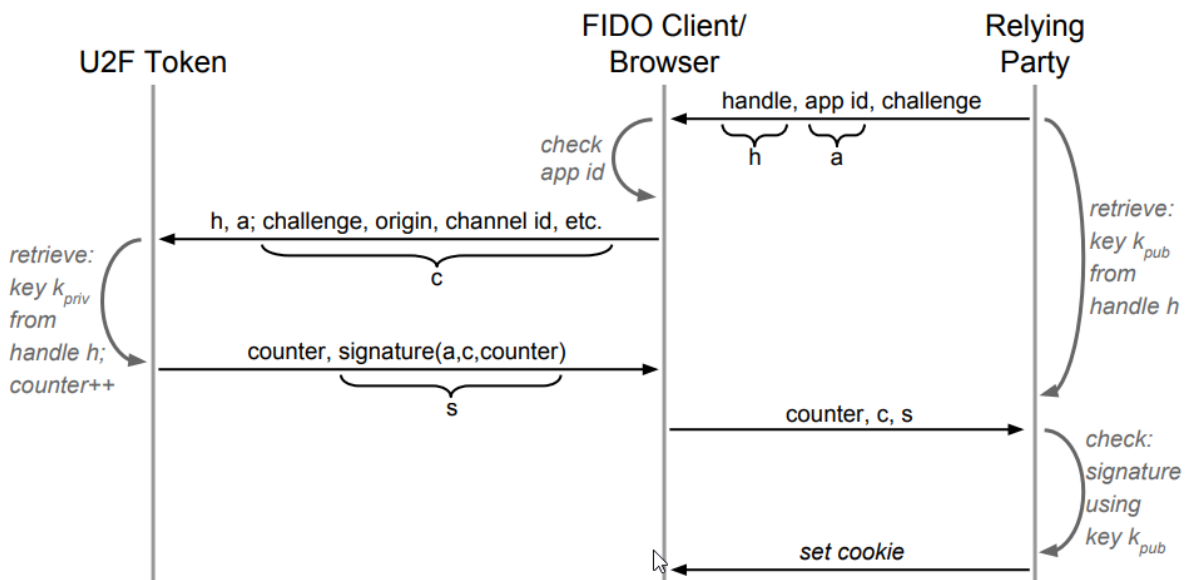 U2F Token
FIDO Client/
Browser
Relying
Party
handle, app id, challenge
h
a
check
app id
h, a; challenge, origin, channel id, etc.
c
retrieve:
key k_pub
from
handle h
retrieve:
key k_priv
from
handle h;
counter++
counter, signature(a,c,counter)
s
counter, c, s
check:
signature
using
key k_pub
set cookie